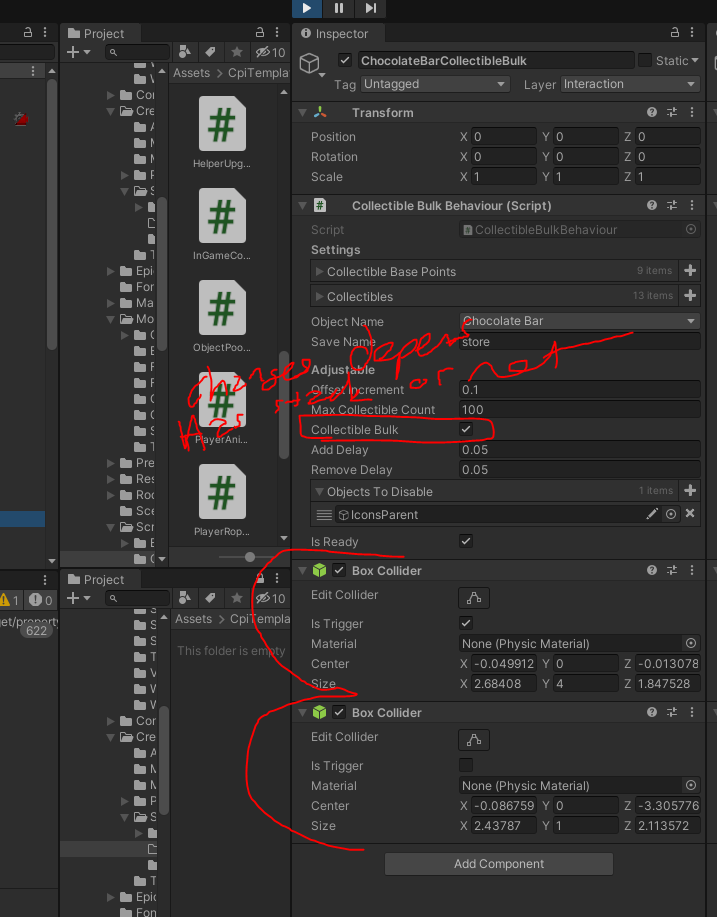 Project
10
Assets
CpiTempla
HelperUpg...
InGameCo...
ObjectPoo...
PlayerAni...
PlayerRop...
Con
Cre
Epic
Fon
Ma
Mo
Pre
Res
Roo
Sce
Scri
changes depens
Has stack or not
1
0
get/property
622
Project
10
Assets
CpiTempla
This folder is empty
Cor
Cre
Epic
Fon
Inspector
ChocolateBarCollectibleBulk
Static
Tag Untagged Layer Interaction
Transform
Position X 0 Y 0 Z 0
Rotation X 0 Y 0 Z 0
Scale X 1 Y 1 Z 1
Collectible Bulk Behaviour (Script)
Script CollectibleBulkBehaviour
Settings
Collectible Base Points 9 items
Collectibles 13 items
Object Name Chocolate Bar
Save Name store
Adjustable
Offset Increment 0.1
Max Collectible Count 100
Collectible Bulk
Add Delay 0.05
Remove Delay 0.05
Objects To Disable 1 items
IconsParent
Is Ready
Box Collider
Edit Collider
Is Trigger
Material None (Physic Material)
Center X -0.049912 Y 0 Z -0.013078
Size X 2.68408 Y 4 Z 1.847528
Box Collider
Edit Collider
Is Trigger
Material None (Physic Material)
Center X -0.086759 Y 0 Z -3.305776
Size X 2.43787 Y 1 Z 2.113572
Add Component